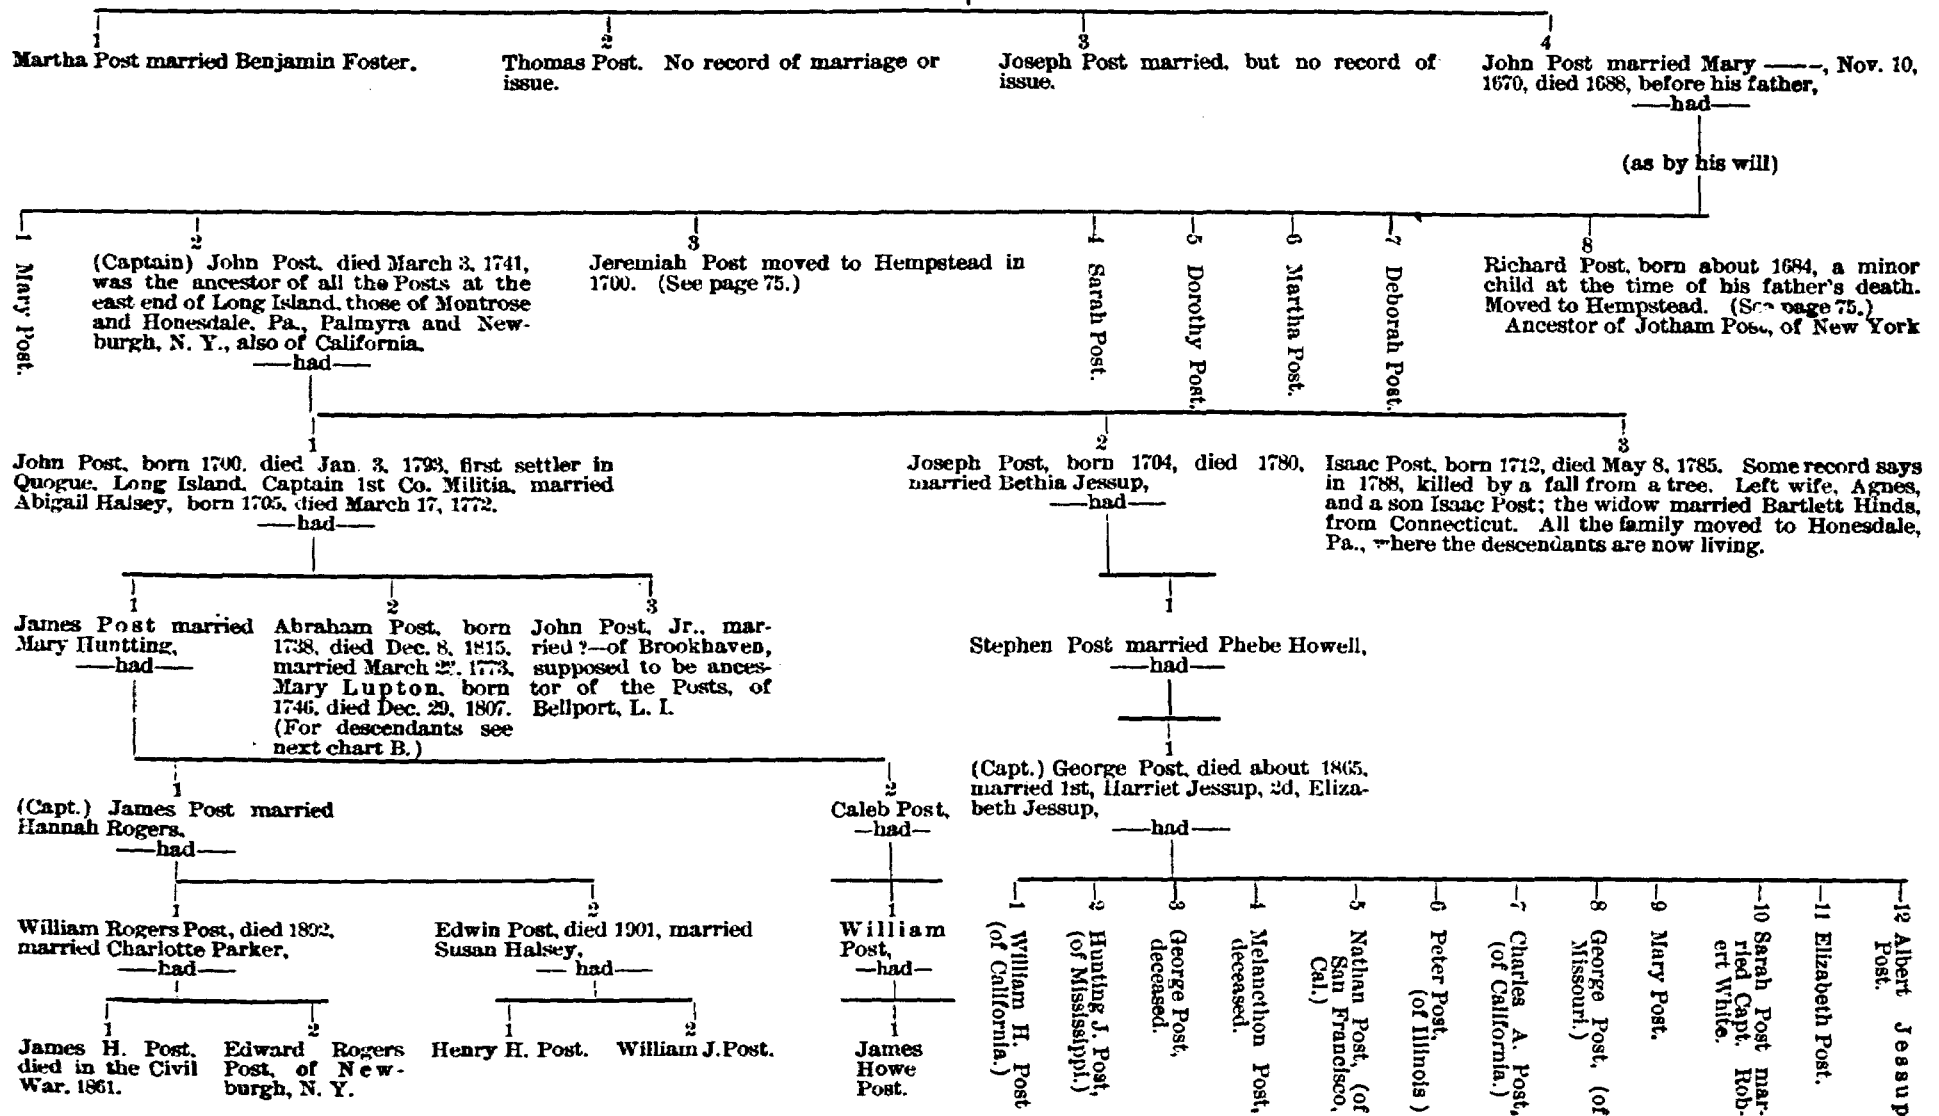 1
Martha Post married Benjamin Foster.
2
Thomas Post. No record of marriage or
issue.
3
Joseph Post married, but no record of
issue.
4
John Post married Mary ——, Nov. 10,
1670, died 1688, before his father,
—had—
(as by his will)
1
Mary Post.
2
(Captain) John Post, died March 3, 1741,
was the ancestor of all the Posts at the
east end of Long Island, those of Montrose
and Honesdale, Pa., Palmyra and New-
burgh, N. Y., also of California,
—had—
3
Jeremiah Post moved to Hempstead in
1700. (See page 75.)
4
Sarah Post.
5
Dorothy Post.
6
Martha Post.
7
Deborah Post.
8
Richard Post, born about 1684, a minor
child at the time of his father's death.
Moved to Hempstead. (See page 75.)
Ancestor of Jotham Post, of New York
1
John Post, born 1700, died Jan. 3, 1793, first settler in
Quogue, Long Island, Captain 1st Co. Militia, married
Abigail Halsey, born 1705, died March 17, 1772,
—had—
2
Joseph Post, born 1704, died 1780,
married Bethia Jessup,
—had—
3
Isaac Post, born 1712, died May 8, 1785. Some record says
in 1788, killed by a fall from a tree. Left wife, Agnes,
and a son Isaac Post; the widow married Bartlett Hinds,
from Connecticut. All the family moved to Honesdale,
Pa., where the descendants are now living.
1
James Post married
Mary Huntting,
—had—
2
Abraham Post, born
1738, died Dec. 8, 1815,
married March 1773,
Mary Lupton, born
1746, died Dec. 29, 1807.
(For descendants see
next chart B.)
3
John Post, Jr., mar-
ried ?—of Brookhaven,
supposed to be ances-
tor of the Posts, of
Bellport, L. I.
1
Stephen Post married Phebe Howell,
—had—
1
(Capt.) James Post married
Hannah Rogers,
—had—
2
Caleb Post,
—had—
1
(Capt.) George Post, died about 1865,
married 1st, Harriet Jessup, 2d, Eliza-
beth Jessup,
—had—
1
William Rogers Post, died 1892,
married Charlotte Parker,
—had—
2
Edwin Post, died 1901, married
Susan Halsey,
— had—
1
William
Post,
—had—
1
James H. Post,
died in the Civil
War, 1861.
2
Edward Rogers
Post, of New-
burgh, N. Y.
1
Henry H. Post.
2
William J. Post.
1
James
Howe
Post.
1
William H. Post
(of California.)
2
Hunting J. Post,
(of Mississippi.)
3
George Post,
deceased.
4
Melancthon Post,
deceased.
5
Nathan Post, (of
San Francisco,
Cal.)
6
Peter Post,
(of Illinois)
7
Charles A. Post,
(of California.)
8
George Post, (of
Missouri.)
9
Mary Post.
10
Sarah Post mar-
ried Capt. Rob-
ert White.
11
Elizabeth Post.
12
Albert Jessup
Post.